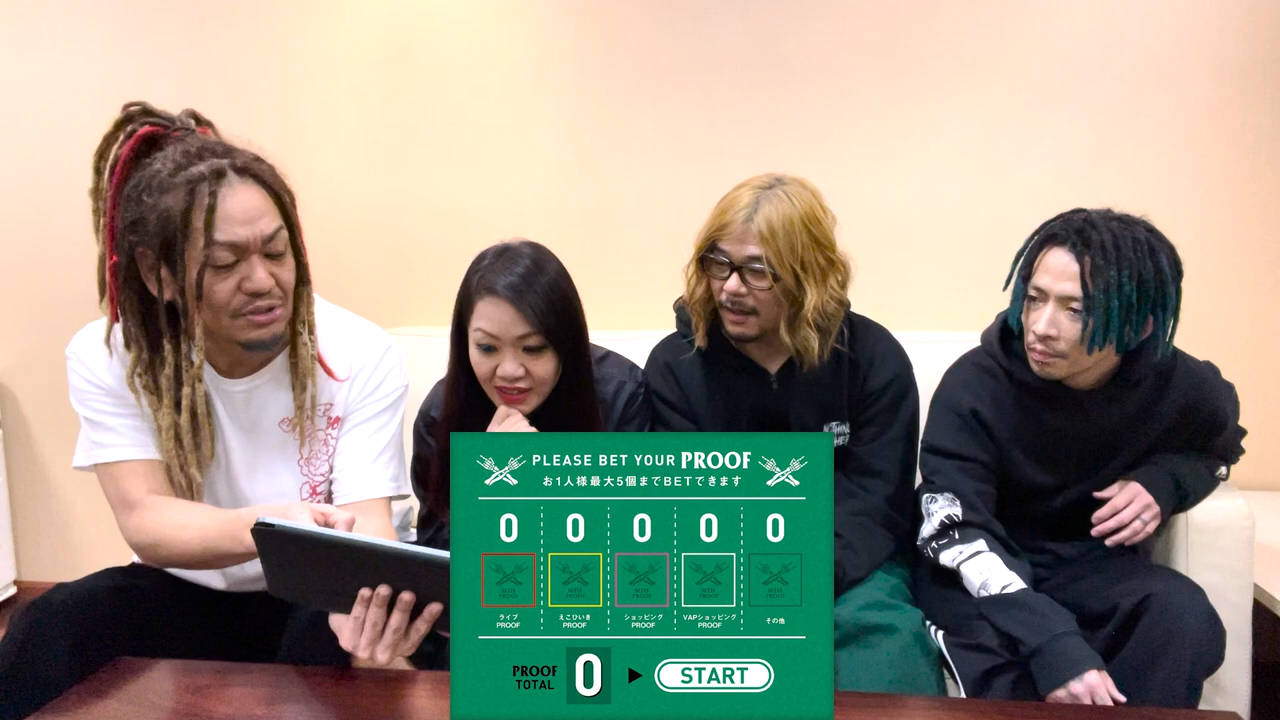 PLEASE BET YOUR PROOF
お1人様最大5個までBETできます
0 0 0 0 0
ライブ PROOF
えこひいき PROOF
ショッピング PROOF
VAPショッピング PROOF
その他
PROOF TOTAL 0 ▶ START